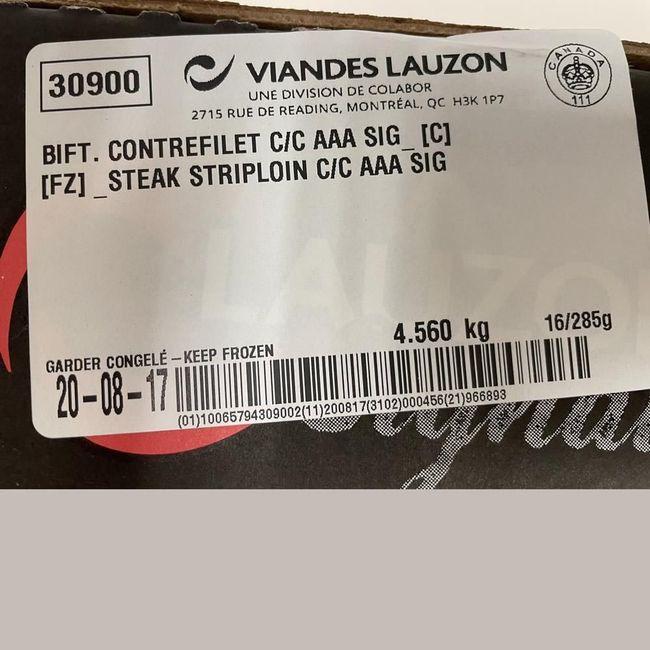 30900
VIANDES LAUZON
UNE DIVISION DE COLABOR
2715 RUE DE READING, MONTRÉAL, QC H3K 1P7
CANADA
111
BIFT. CONTREFILET C/C AAA SIG_ [C]
[FZ] _STEAK STRIPLOIN C/C AAA SIG
LAUZON
4.560 kg
16/285g
GARDER CONGELÉ - KEEP FROZEN
20-08-17
(01)10065794309002(11)200817(3102)000456(21)966893